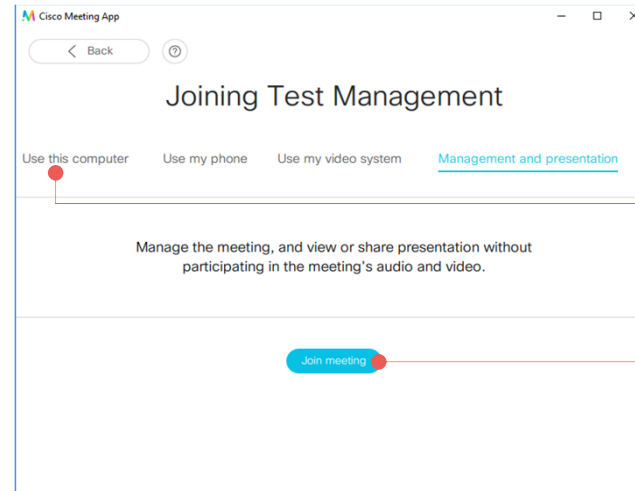 Cisco Meeting App
Back
Joining Test Management
Use this computer Use my phone Use my video system Management and presentation
Manage the meeting, and view or share presentation without
participating in the meeting's audio and video.
Join meeting